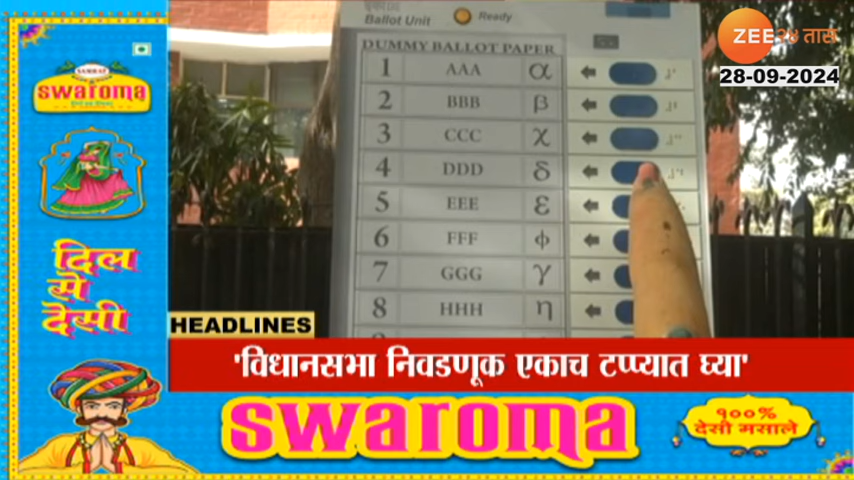 Ballot Unit Ready
ZEE २४ तास
28-09-2024
DUMMY BALLOT PAPER
1 AAA α
2 BBB β
3 CCC χ
4 DDD δ
5 EEE ε
6 FFF φ
7 GGG γ
8 HHH η
SAMRAT
swaroma
दिल
से
देसी
HEADLINES
'विधानसभा निवडणूक एकाच टप्प्यात घ्या'
swaroma
१००%
देसी मसाले